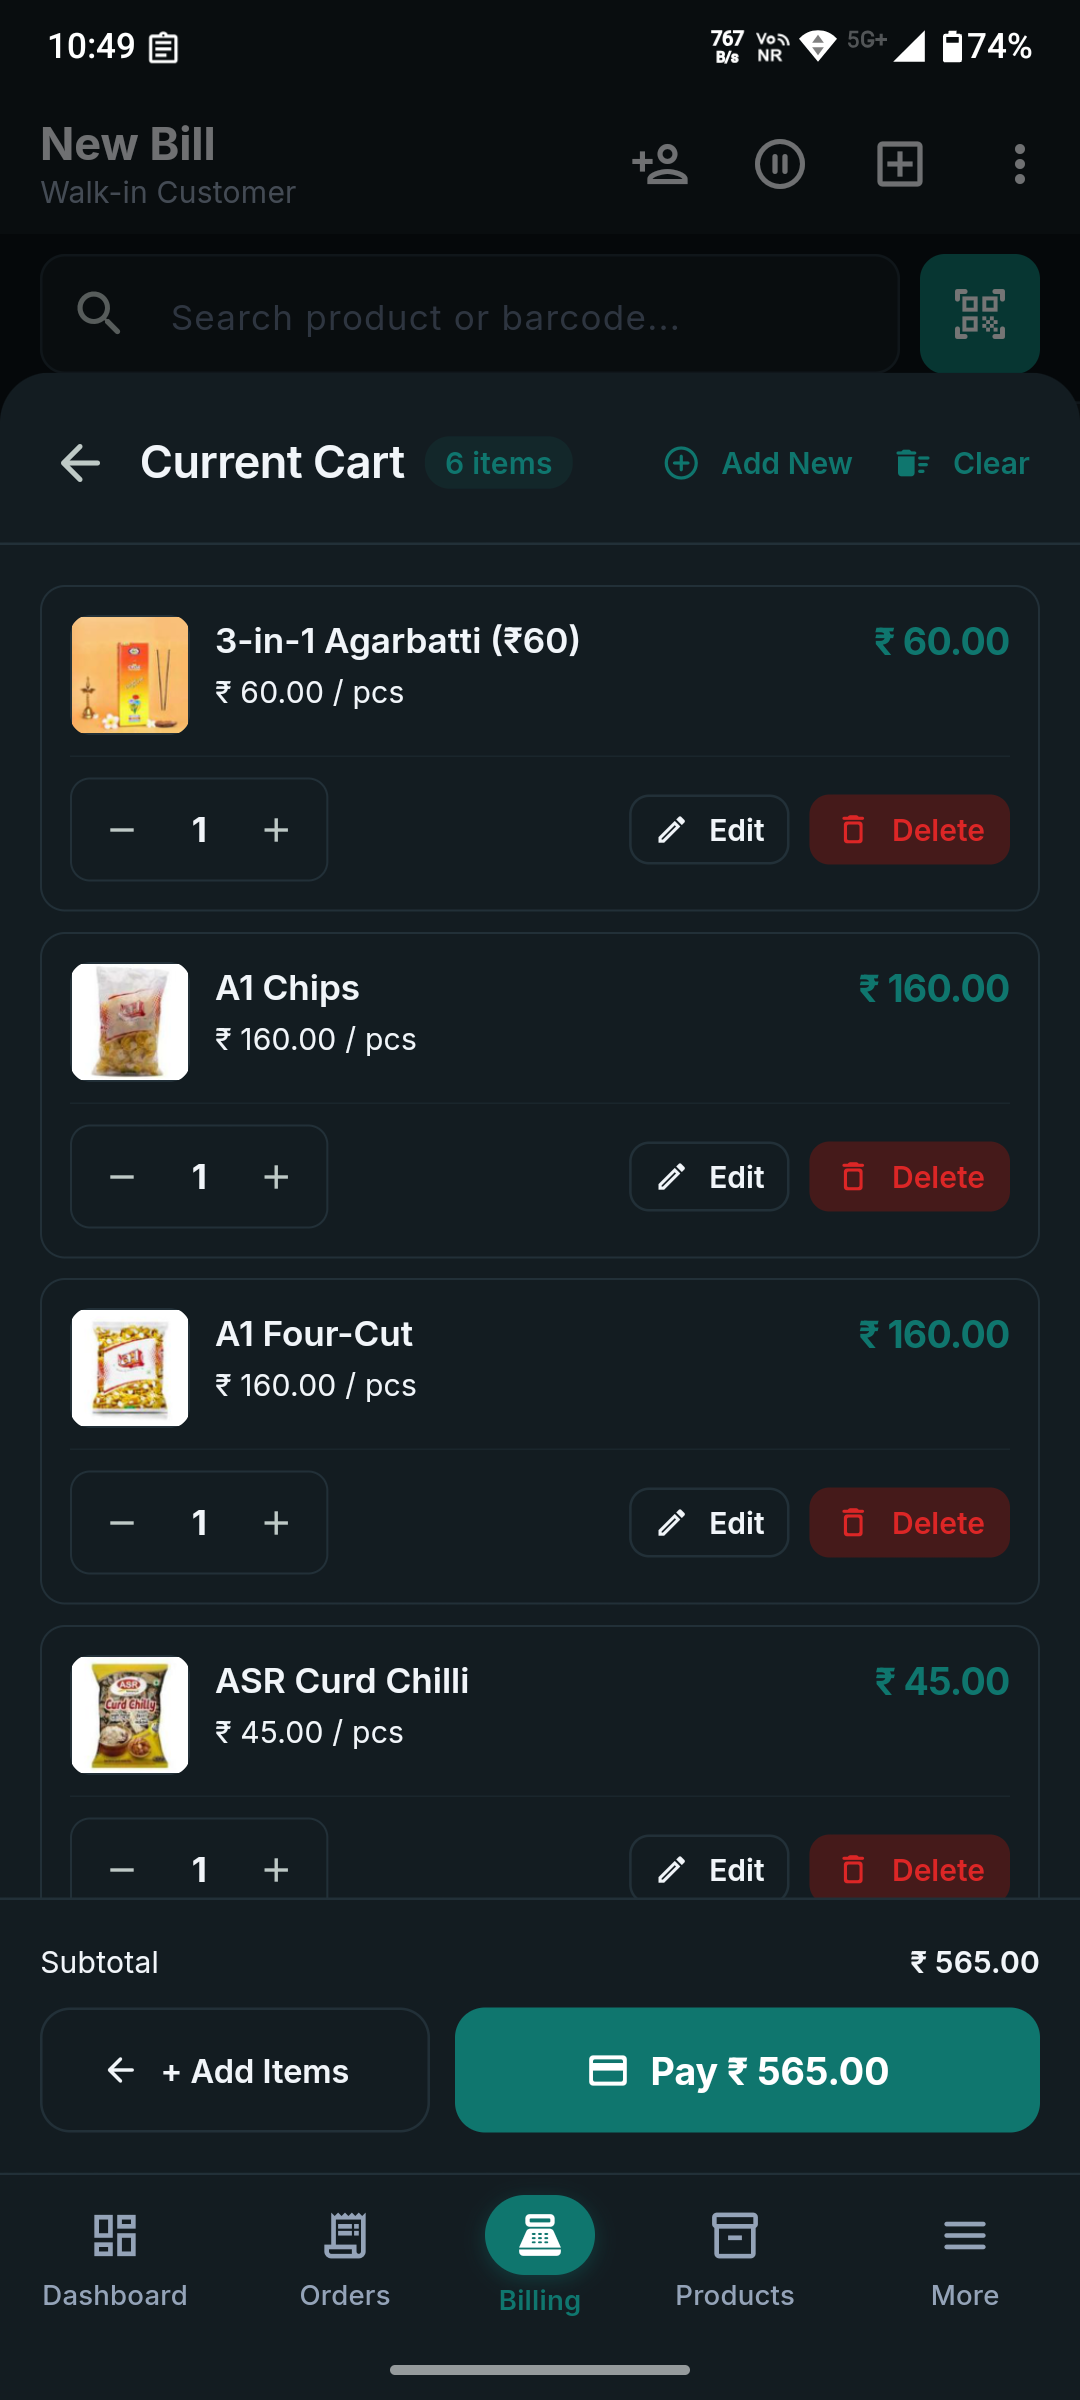 10:49
767 B/s
Vo NR
5G+
74%
New Bill
Walk-in Customer
Search product or barcode...
Current Cart
6 items
Add New
Clear
3-in-1 Agarbatti (₹60)
₹ 60.00
₹ 60.00 / pcs
1
Edit
Delete
A1 Chips
₹ 160.00
₹ 160.00 / pcs
1
Edit
Delete
A1 Four-Cut
₹ 160.00
₹ 160.00 / pcs
1
Edit
Delete
ASR Curd Chilli
₹ 45.00
ASR
Curd Chilly
₹ 45.00 / pcs
1
Edit
Delete
Subtotal
₹ 565.00
+ Add Items
Pay ₹ 565.00
Dashboard
Orders
Billing
Products
More